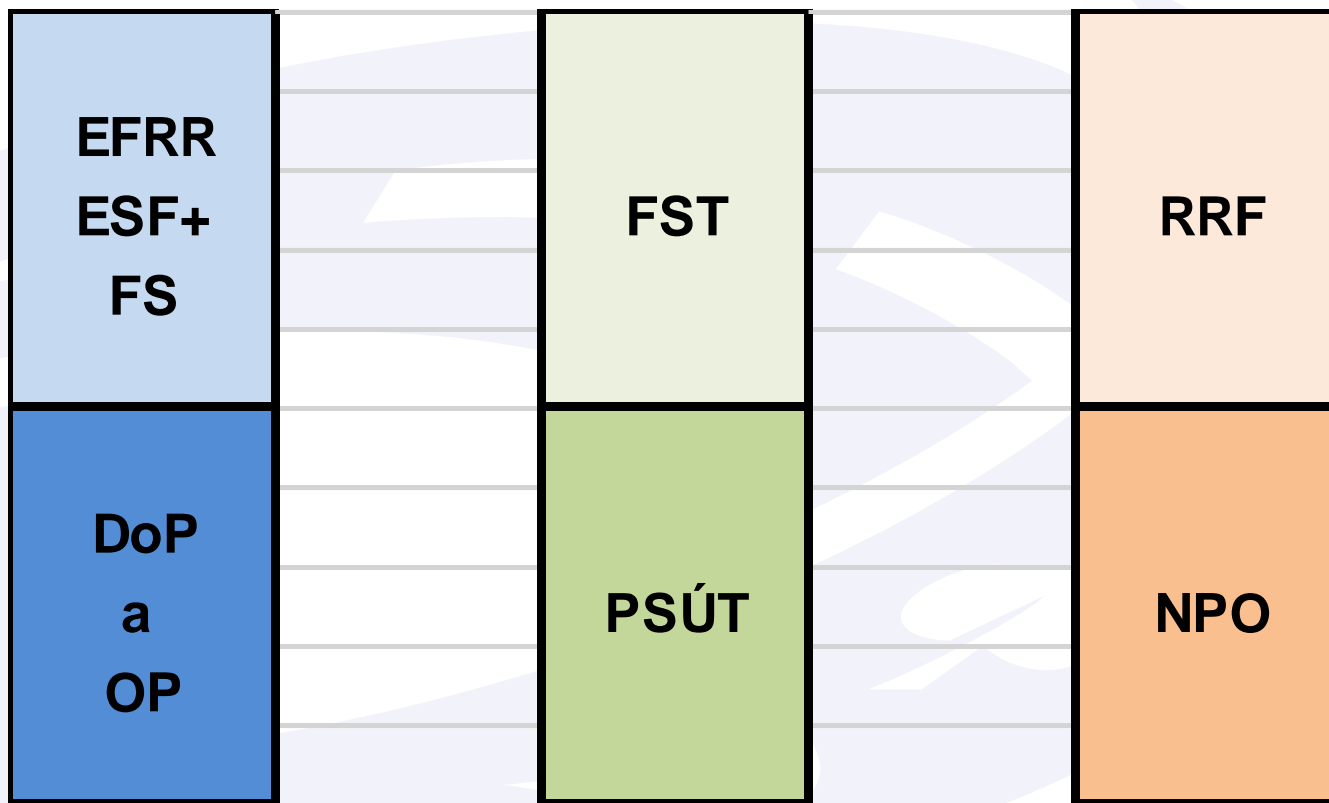 EFRR
ESF+
FS
FST
RRF
DoP
a
OP
PSÚT
NPO